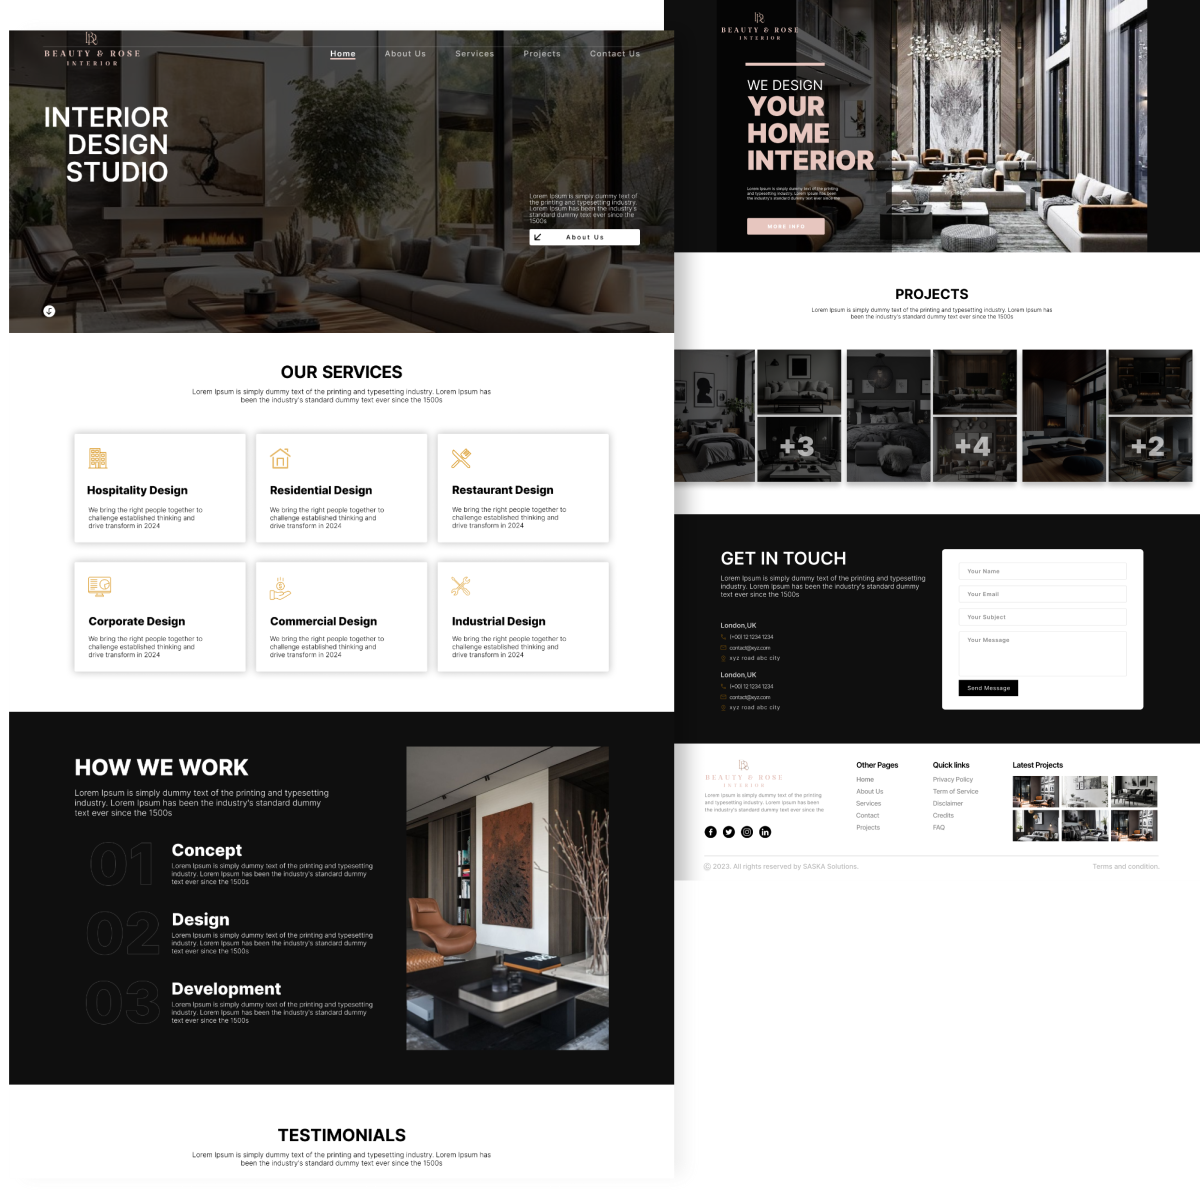 BEAUTY & ROSE
INTERIOR
Home
About Us
Services
Projects
Contact Us
INTERIOR
DESIGN
STUDIO
Lorem Ipsum is simply dummy text of
the printing and typesetting industry.
Lorem Ipsum has been the industry's
standard dummy text ever since the
1500s
About Us
OUR SERVICES
Lorem Ipsum is simply dummy text of the printing and typesetting industry. Lorem Ipsum has
been the industry's standard dummy text ever since the 1500s
Hospitality Design
We bring the right people together to
challenge established thinking and
drive transform in 2024
Residential Design
We bring the right people together to
challenge established thinking and
drive transform in 2024
Restaurant Design
We bring the right people together to
challenge established thinking and
drive transform in 2024
Corporate Design
We bring the right people together to
challenge established thinking and
drive transform in 2024
Commercial Design
We bring the right people together to
challenge established thinking and
drive transform in 2024
Industrial Design
We bring the right people together to
challenge established thinking and
drive transform in 2024
HOW WE WORK
Lorem Ipsum is simply dummy text of the printing and typesetting
industry. Lorem Ipsum has been the industry's standard dummy
text ever since the 1500s
01
Concept
Lorem Ipsum is simply dummy text of the printing and typesetting
industry. Lorem Ipsum has been the industry's standard dummy
text ever since the 1500s
02
Design
Lorem Ipsum is simply dummy text of the printing and typesetting
industry. Lorem Ipsum has been the industry's standard dummy
text ever since the 1500s
03
Development
Lorem Ipsum is simply dummy text of the printing and typesetting
industry. Lorem Ipsum has been the industry's standard dummy
text ever since the 1500s
TESTIMONIALS
Lorem Ipsum is simply dummy text of the printing and typesetting industry. Lorem Ipsum has
been the industry's standard dummy text ever since the 1500s
BEAUTY & ROSE
INTERIOR
WE DESIGN
YOUR
HOME
INTERIOR
Lorem Ipsum is simply dummy text of the printing
and typesetting industry. Lorem Ipsum has been
the industry's standard dummy text ever since the
MORE INFO
PROJECTS
Lorem Ipsum is simply dummy text of the printing and typesetting industry. Lorem Ipsum has
been the industry's standard dummy text ever since the 1500s
+3
+4
+2
GET IN TOUCH
Lorem Ipsum is simply dummy text of the printing and typesetting
industry. Lorem Ipsum has been the industry's standard dummy
text ever since the 1500s
London,UK
(+00) 12 1234 1234
contact@xyz.com
xyz road abc city
London,UK
(+00) 12 1234 1234
contact@xyz.com
xyz road abc city
Your Name
Your Email
Your Subject
Your Message
Send Message
BEAUTY & ROSE
INTERIOR
Lorem Ipsum is simply dummy text of the printing
and typesetting industry. Lorem Ipsum has been
the industry's standard dummy text ever since the
Other Pages
Home
About Us
Services
Contact
Projects
Quick links
Privacy Policy
Term of Service
Disclaimer
Credits
FAQ
Latest Projects
© 2023. All rights reserved by SASKA Solutions.
Terms and condition.